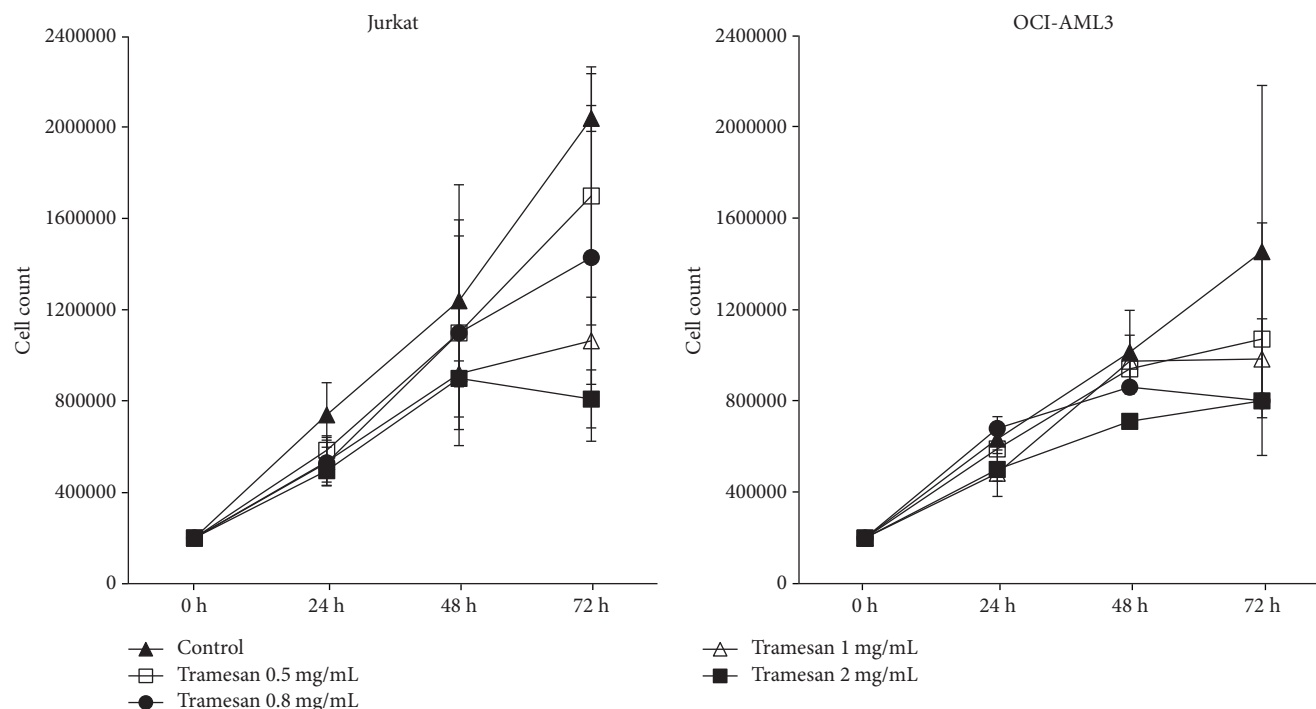 Jurkat
2400000
2000000
1600000
1200000
800000
400000
0
Cell count
0 h
24 h
48 h
72 h
OCI-AML3
2400000
2000000
1600000
1200000
800000
400000
0
Cell count
0 h
24 h
48 h
72 h
Control
Tramesan 0.5 mg/mL
Tramesan 0.8 mg/mL
Tramesan 1 mg/mL
Tramesan 2 mg/mL